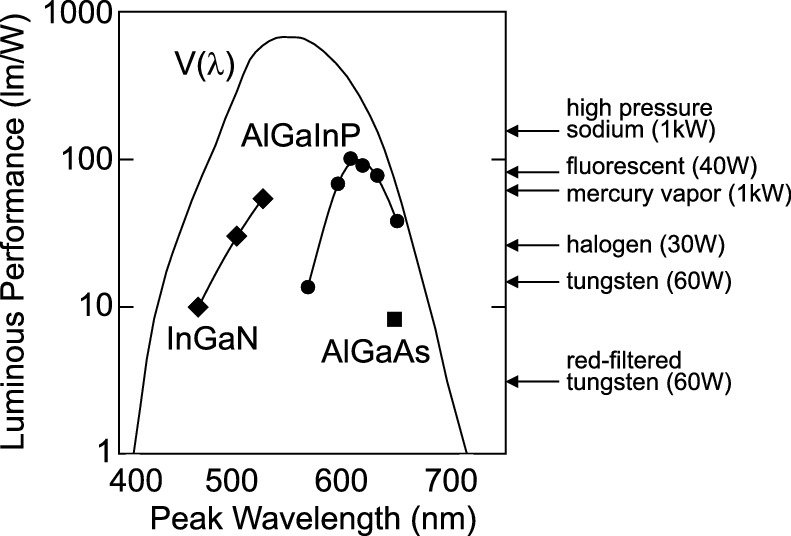 Luminous Performance (lm/W)
1000
100
10
1
V(λ)
AlGaInP
InGaN
AlGaAs
400 500 600 700
Peak Wavelength (nm)
high pressure
sodium (1kW)
fluorescent (40W)
mercury vapor (1kW)
halogen (30W)
tungsten (60W)
red-filtered
tungsten (60W)